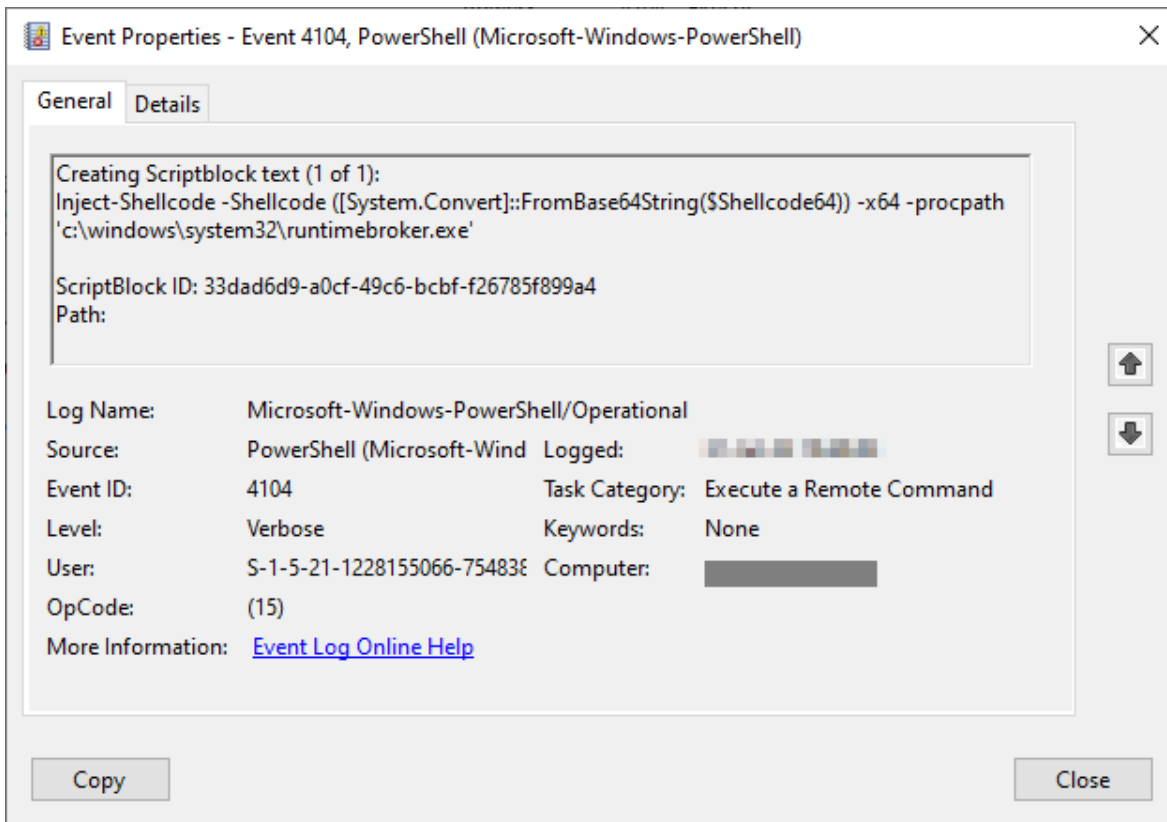 Event Properties - Event 4104, PowerShell (Microsoft-Windows-PowerShell)
General
Details
Creating Scriptblock text (1 of 1):
Inject-Shellcode -Shellcode ([System.Convert]::FromBase64String($Shellcode64)) -x64 -procpath
'c:\windows\system32\runtimebroker.exe'
ScriptBlock ID: 33dad6d9-a0cf-49c6-bcbf-f26785f899a4
Path:
Log Name: Microsoft-Windows-PowerShell/Operational
Source: PowerShell (Microsoft-Wind Logged:
Event ID: 4104 Task Category: Execute a Remote Command
Level: Verbose Keywords: None
User: S-1-5-21-1228155066-754838 Computer:
OpCode: (15)
More Information: Event Log Online Help
Copy
Close